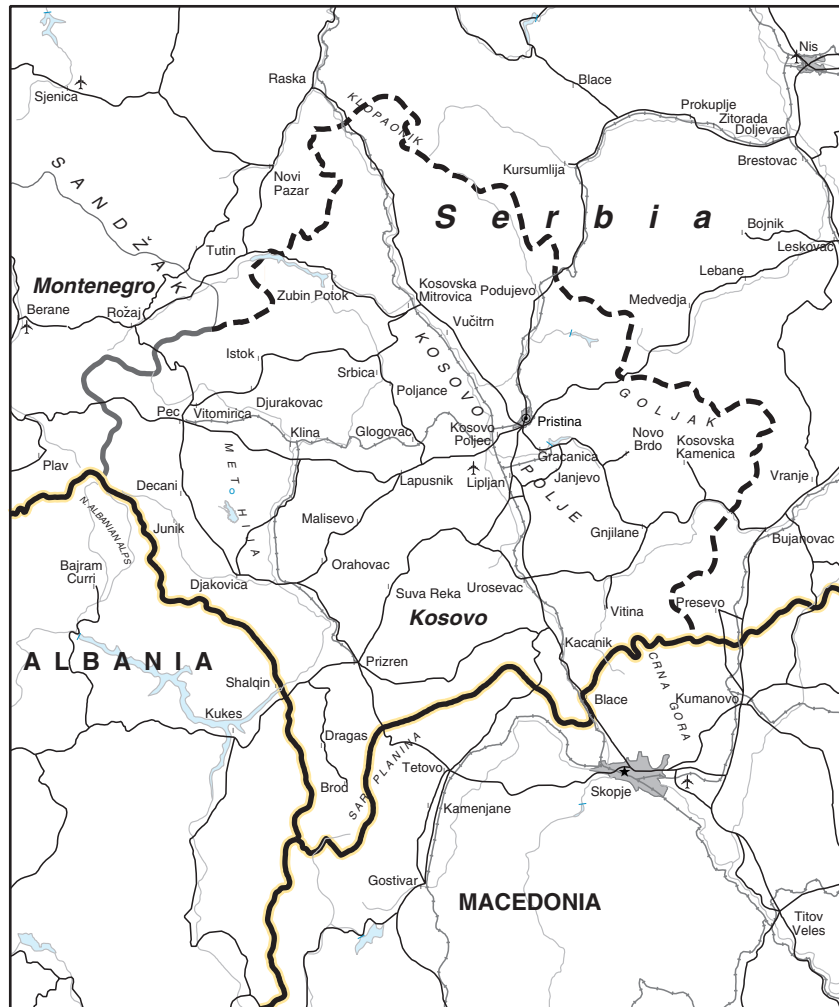 Nis
Raska
Blace
Sjenica
KLOPAONIK
Prokuplje
Zitorada
Doljevac
Brestovac
Kursumlija
Novi
Pazar
SANDŽAK
Serbia
Bojnik
Leskovac
Tutin
Lebane
Montenegro
Kosovska
Mitrovica
Podujevo
Zubin Potok
Medvedja
Berane
Rožaj
Vučitrn
KOSOVO
POLJE
Istok
Srbica
Poljance
GOLJAK
Djurakovac
Pec
Vitomirica
Klina
Glogovac
Kosovo
Poljec
Pristina
Novo
Brdo
Kosovska
Kamenica
Gračanica
Plav
METOHIJA
Decani
Lapusnik
Lipljan
Janjevo
Vranje
N. ALBANIAN ALPS
Junik
Malisevo
Gnjilane
Bujanovac
Bajram
Curri
Djakovica
Orahovac
Suva Reka
Urosevac
Vitina
Presevo
Kosovo
ALBANIA
Prizren
Kacanik
CRNA GORA
Shalqin
Blace
Kumanovo
Kukes
Dragas
SAR PLANINA
Tetovo
Brod
Skopje
Kamenjane
Gostivar
MACEDONIA
Titov
Veles